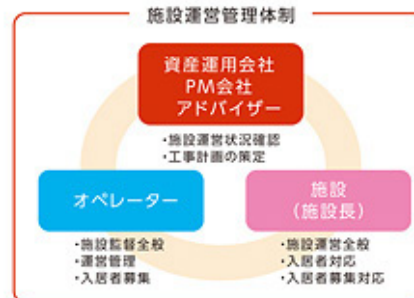 施設運営管理体制
資産運用会社
PM会社
アドバイザー
・施設運営状況確認
・工事計画の策定
オペレーター
・施設監督全般
・運営管理
・入居者募集
施設
(施設長)
・施設運営全般
・入居者対応
・入居者募集対応